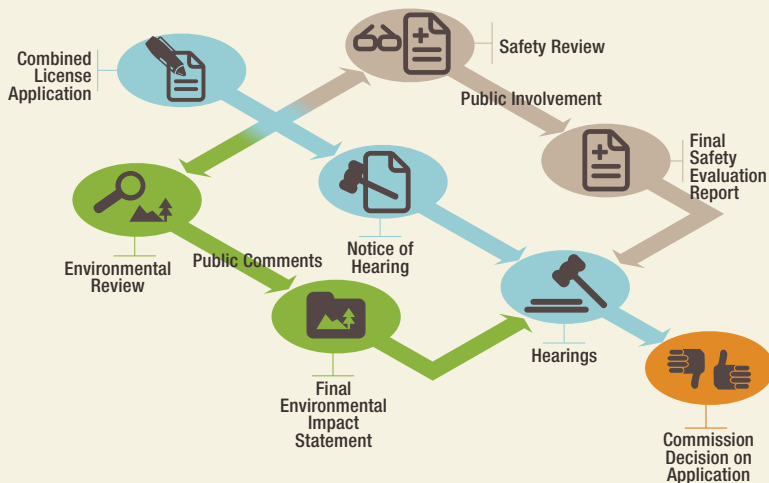 Combined
License
Application
Safety Review
Public Involvement
Final
Safety
Evaluation
Report
Environmental
Review
Public Comments
Notice of
Hearing
Final
Environmental
Impact
Statement
Hearings
Commission
Decision on
Application